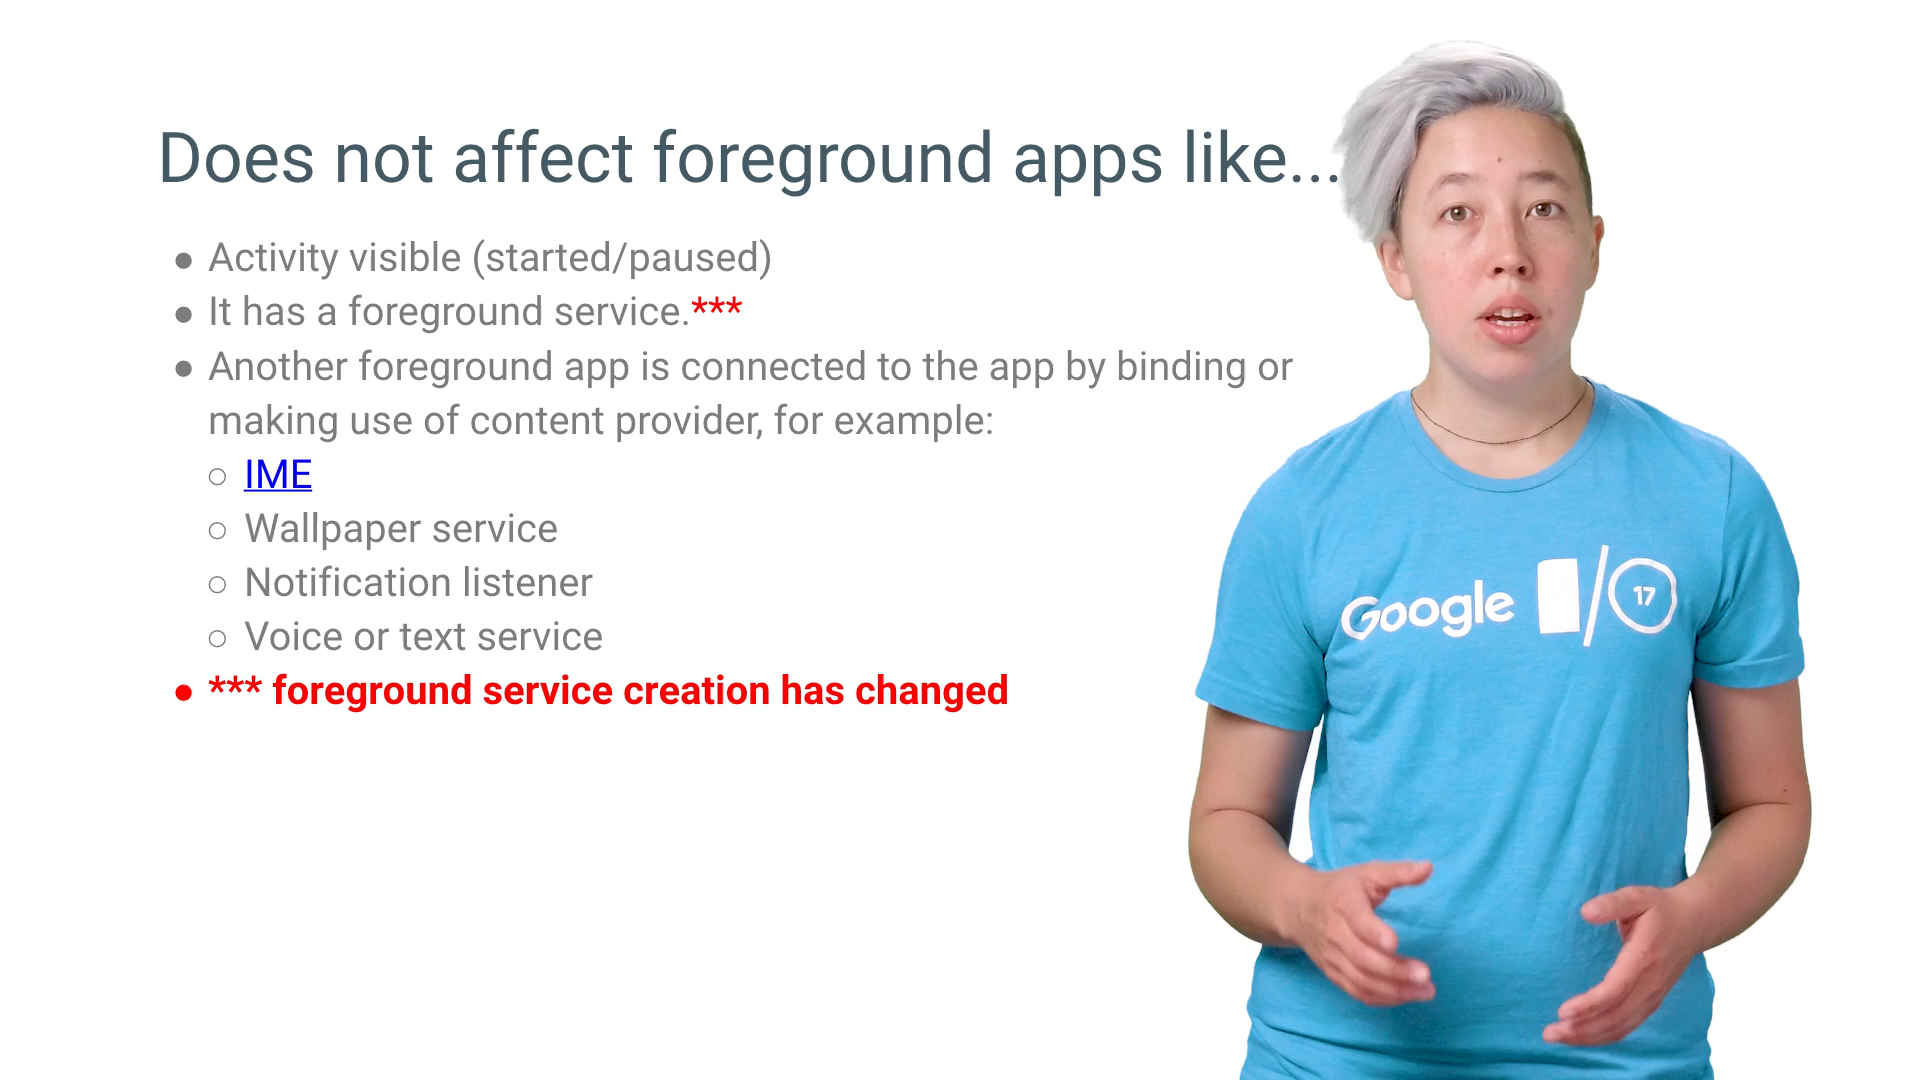 Does not affect foreground apps like...
● Activity visible (started/paused)
● It has a foreground service.***
● Another foreground app is connected to the app by binding or
making use of content provider, for example:
○ IME
○ Wallpaper service
○ Notification listener
○ Voice or text service
● *** foreground service creation has changed
Google I/O 17